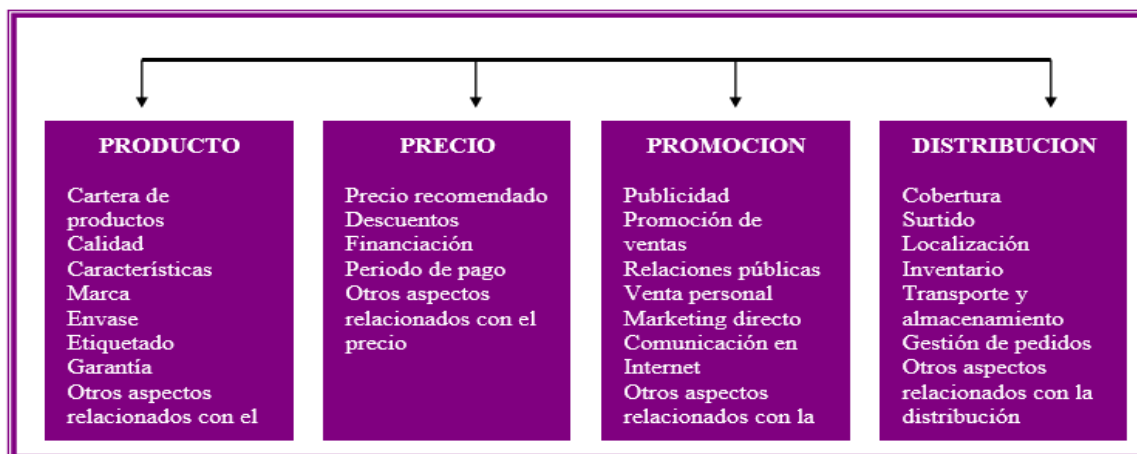 PRODUCTO
Cartera de
productos
Calidad
Características
Marca
Envase
Etiquetado
Garantía
Otros aspectos
relacionados con el
PRECIO
Precio recomendado
Descuentos
Financiación
Periodo de pago
Otros aspectos
relacionados con el
precio
PROMOCION
Publicidad
Promoción de
ventas
Relaciones públicas
Venta personal
Marketing directo
Comunicación en
Internet
Otros aspectos
relacionados con la
DISTRIBUCION
Cobertura
Surtido
Localización
Inventario
Transporte y
almacenamiento
Gestión de pedidos
Otros aspectos
relacionados con la
distribución